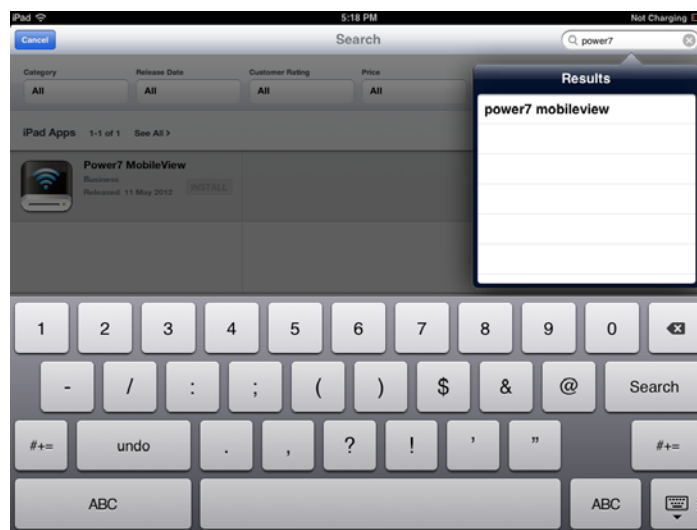 iPad 5:18 PM Not Charging
Cancel Search power7
Category Release Date Customer Rating Price
All All All All
Results
power7 mobileview
iPad Apps 1-1 of 1 See All >
Power7 MobileView
Business
Released 11 May 2012 INSTALL
1 2 3 4 5 6 7 8 9 0
- / : ; ( ) $ & @ Search
#+= undo . , ? ! ' " #+=
ABC ABC